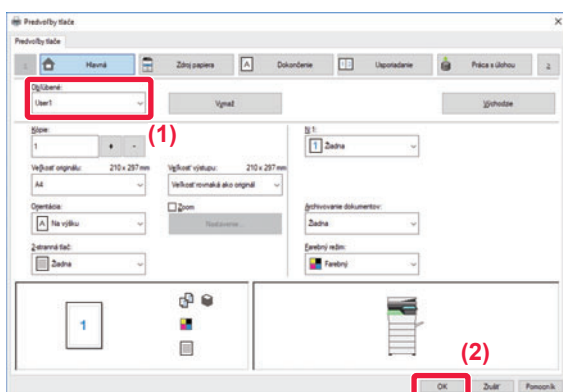 Predvoľby tlače
Predvoľby tlače
Hlavná
Zdroj papiera
Dokončenie
Usporiadanie
Práca s úlohou
Obľúbené:
User1
Vymaž
Východzie
(1)
Kópie:
1
+ -
N 1:
1 Žiadna
Veľkosť originálu: 210 x 297 mm
A4
Veľkosť výstupu: 210 x 297 mm
Veľkosť rovnaká ako originál
Orientácia:
A Na výšku
Zoom
Nastavenie...
Archivovanie dokumentov:
Žiadna
2-stranná tlač:
Žiadna
Farebný režim:
Farebný
1
(2)
OK
Zrušiť
Pomocník